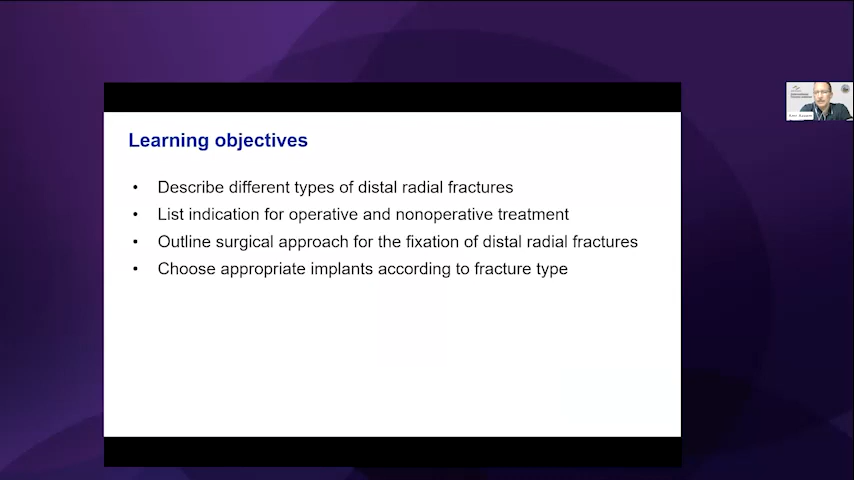 Learning objectives
• Describe different types of distal radial fractures
• List indication for operative and nonoperative treatment
• Outline surgical approach for the fixation of distal radial fractures
• Choose appropriate implants according to fracture type